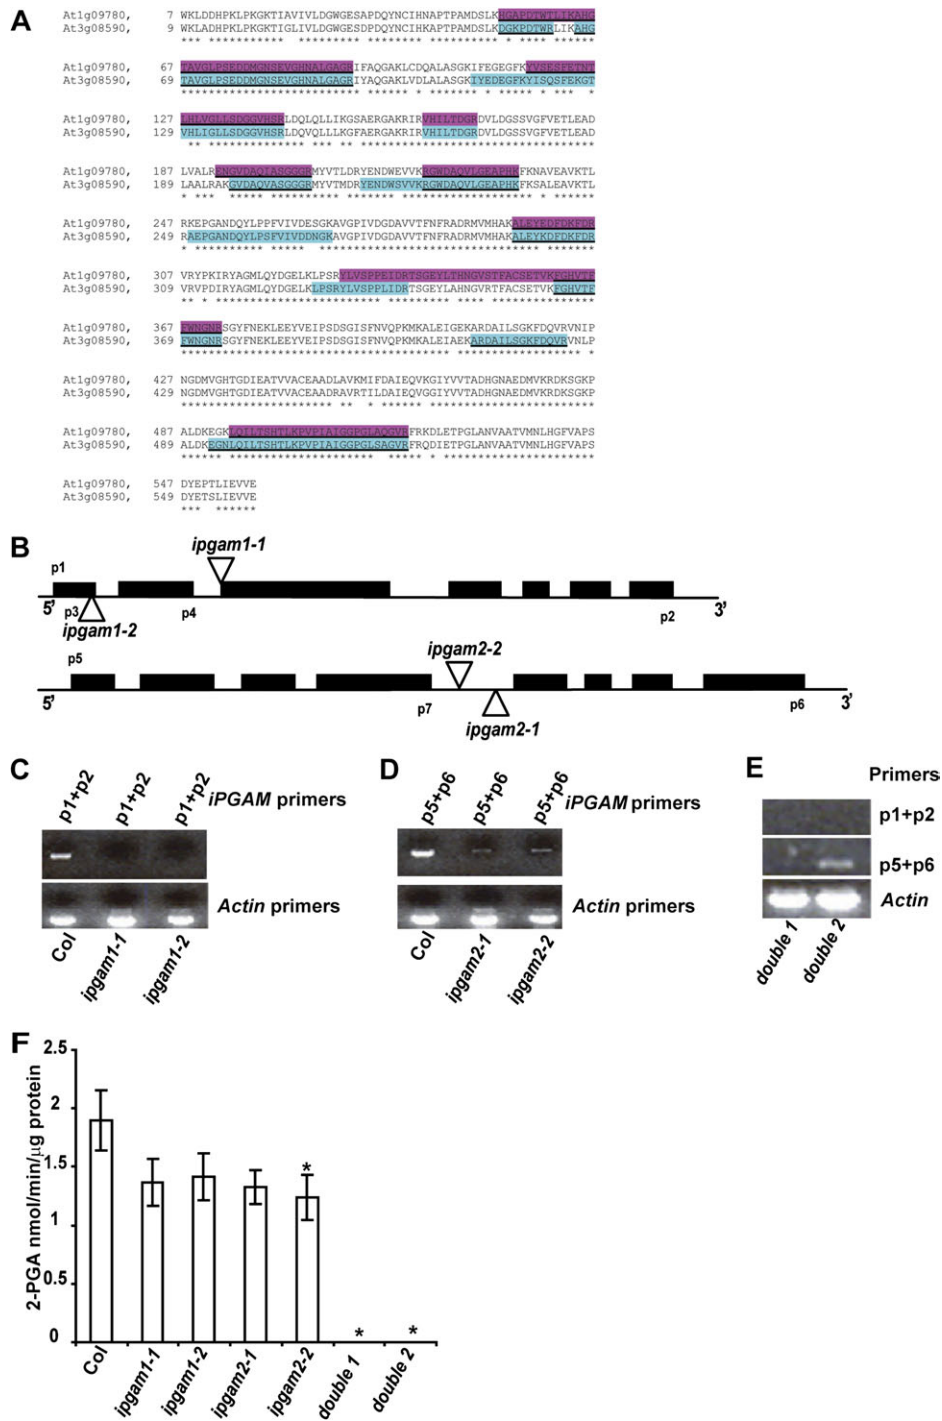 A
At1g09780, 7 WKLDDHPKLPKGKTIAVIVLDGWGESAPDQYNCIHNAPTPAMDSLKHGAPDTWTLIKAHG
At3g08590, 9 WKLADHPKLPKGKTIGLIVLDGWGESDPDQYNCIHKAPTPAMDSLKDGKPDTWRLIKAHG
At1g09780, 67 TAVGLPSEDDMGNSEVGHNALGAGRIFAQGAKLCDQALASGKIFEGEGFKYVSESFETNT
At3g08590, 69 TAVGLPSEDDMGNSEVGHNALGAGRIYAQGAKLVDLALASGKIYEDEGFKYISQSFEKGT
At1g09780, 127 LHLVGLLSDGGVHSRLDQLQLLIKGSAERGAKRIRVHILTDGRDVLDGSSVGFVETLEAD
At3g08590, 129 VHLIGLLSDGGVHSRLDQVQLLLKGFAERGAKRIRVHILTDGRDVLDGSSVGFVETLEAD
At1g09780, 187 LVALRENGVDAQIASGGGRMYVTLDRYENDWEVVKRGWDAQVLGEAPHKFKNAVEAVKTL
At3g08590, 189 LAALRAKGVDAQVASGGGRMYVTMDRYENDWSVVKRGWDAQVLGEAPHKFKSALEAVKTL
At1g09780, 247 RKEPGANDQYLPPFVIVDESGKAVGPIVDGDAVVTFNFRADRMVMHAKALEYEDFDKFDR
At3g08590, 249 RAEPGANDQYLPSFVIVDDNGKAVGPIVDGDAVVTFNFRADRMVMHAKALEYKDFDKFDR
At1g09780, 307 VRYPKIRYAGMLQYDGELKLPSRYLVSPPEIDRTSGEYLTHNGVSTFACSETVKFGHVTF
At3g08590, 309 VRVPDIRYAGMLQYDGELKLPSRYLVSPPLIDRTSGEYLAHNGVRTFACSETVKFGHVTF
At1g09780, 367 FWNGNRSGYFNEKLEEYVEIPSDSGISFNVQPKMKALEIGEKARDAILSGKFDQVRVNIP
At3g08590, 369 FWNGNRSGYFNEKLEEYVEIPSDSGISFNVQPKMKALEIAEKARDAILSGKFDQVRVNLP
At1g09780, 427 NGDMVGHTGDIEATVVACEAADLAVKMIFDAIEQVKGIYVVTADHGNAEDMVKRDKSGKP
At3g08590, 429 NGDMVGHTGDIEATVVACEAADRAVRTILDAIEQVGGIYVVTADHGNAEDMVKRDKSGKP
At1g09780, 487 ALDKEGKLQILTSHTLKPVPIAIGGPGLAQGVRFRKDLETPGLANVAATVMNLHGFVAPS
At3g08590, 489 ALDKEGNLQILTSHTLKPVPIAIGGPGLSAGVRFRQDIETPGLANVAATVMNLHGFVAPS
At1g09780, 547 DYEPTLIEVVE
At3g08590, 549 DYETSLIEVVE
B
ipgam1-1
p1
5' p3 p4 p2 3'
ipgam1-2
p5
ipgam2-2
5' p7 p6 3'
ipgam2-1
C
p1+p2 p1+p2 p1+p2 iPGAM primers
Actin primers
Col ipgam1-1 ipgam1-2
D
p5+p6 p5+p6 p5+p6 iPGAM primers
Actin primers
Col ipgam2-1 ipgam2-2
E
Primers
p1+p2
p5+p6
Actin
double 1 double 2
F
2-PGA nmol/min/µg protein
2.5
2
1.5
1
0.5
0
* * *
Col ipgam1-1 ipgam1-2 ipgam2-1 ipgam2-2 double 1 double 2